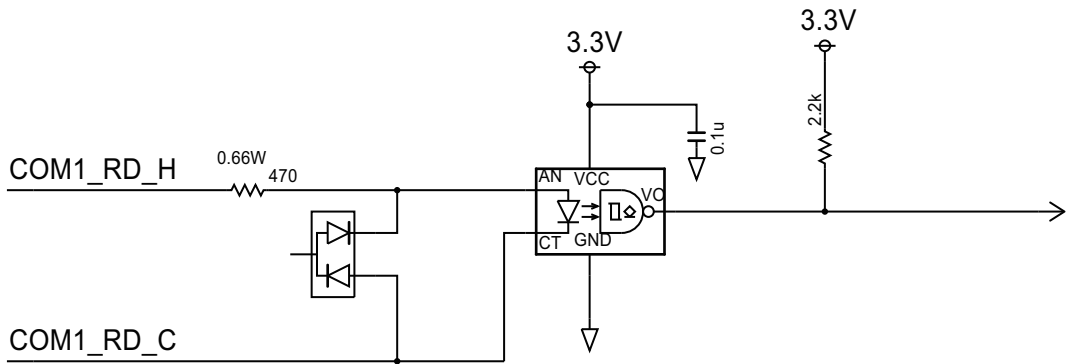 3.3V
3.3V
2.2k
0.1u
COM1_RD_H
0.66W
470
AN
VCC
VO
CT
GND
COM1_RD_C